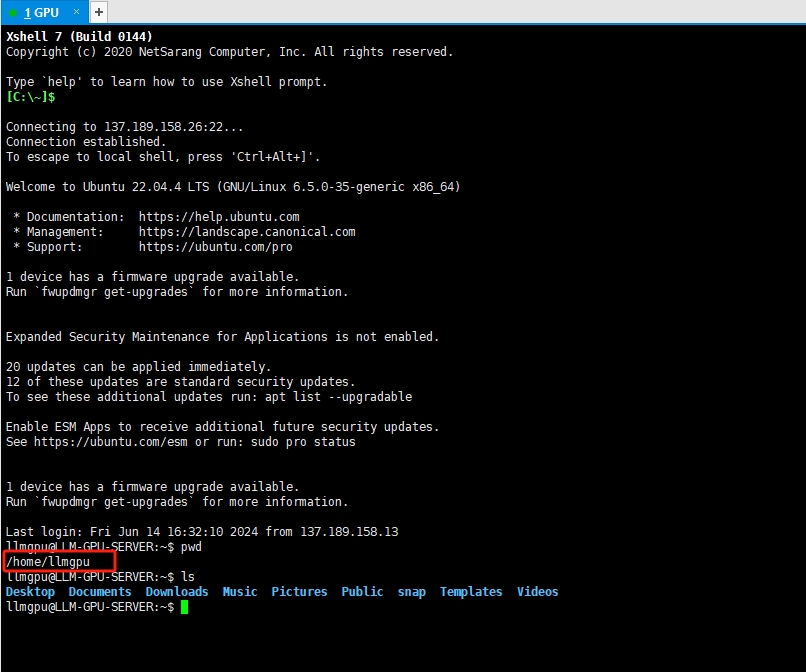 1 GPU × +
Xshell 7 (Build 0144)
Copyright (c) 2020 NetSarang Computer, Inc. All rights reserved.
Type `help' to learn how to use Xshell prompt.
[C:\~]$
Connecting to 137.189.158.26:22...
Connection established.
To escape to local shell, press 'Ctrl+Alt+]'.
Welcome to Ubuntu 22.04.4 LTS (GNU/Linux 6.5.0-35-generic x86_64)
* Documentation:  https://help.ubuntu.com
* Management:     https://landscape.canonical.com
* Support:        https://ubuntu.com/pro
1 device has a firmware upgrade available.
Run `fwupdmgr get-upgrades` for more information.
Expanded Security Maintenance for Applications is not enabled.
20 updates can be applied immediately.
12 of these updates are standard security updates.
To see these additional updates run: apt list --upgradable
Enable ESM Apps to receive additional future security updates.
See https://ubuntu.com/esm or run: sudo pro status
1 device has a firmware upgrade available.
Run `fwupdmgr get-upgrades` for more information.
Last login: Fri Jun 14 16:32:10 2024 from 137.189.158.13
llmgpu@LLM-GPU-SERVER:~$ pwd
/home/llmgpu
llmgpu@LLM-GPU-SERVER:~$ ls
Desktop  Documents  Downloads  Music  Pictures  Public  snap  Templates  Videos
llmgpu@LLM-GPU-SERVER:~$